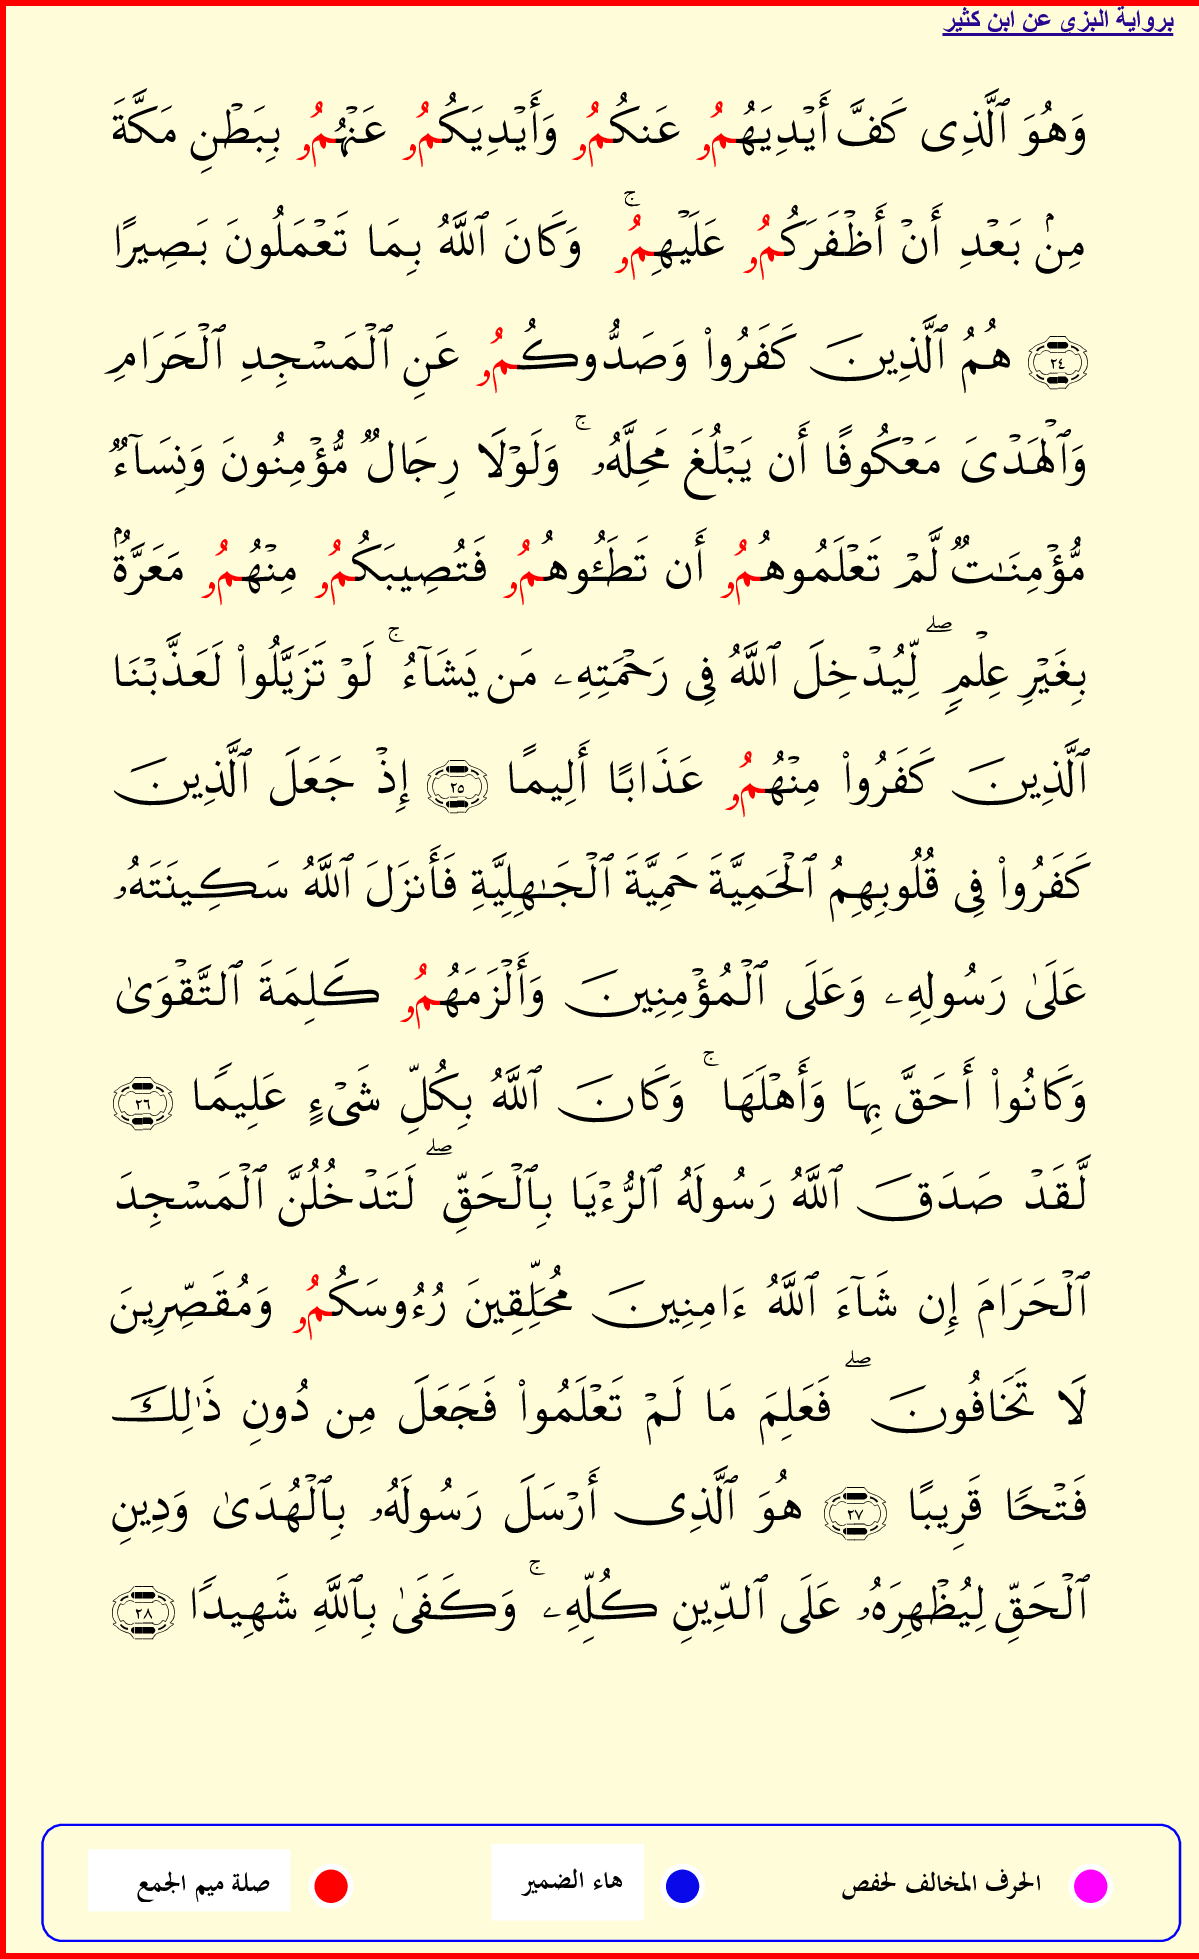 برواية البزي عن ابن كثير
وَهُوَ ٱلَّذِى كَفَّ أَيْدِيَهُمُۥ عَنكُمُۥ وَأَيْدِيَكُمُۥ عَنْهُمُۥ بِبَطْنِ مَكَّةَ
مِنۢ بَعْدِ أَنْ أَظْفَرَكُمُۥ عَلَيْهِمُۥ ۚ وَكَانَ ٱللَّهُ بِمَا تَعْمَلُونَ بَصِيرًا
٢٤ هُمُ ٱلَّذِينَ كَفَرُوا۟ وَصَدُّوكُمُۥ عَنِ ٱلْمَسْجِدِ ٱلْحَرَامِ
وَٱلْهَدْىَ مَعْكُوفًا أَن يَبْلُغَ مَحِلَّهُۥ ۚ وَلَوْلَا رِجَالٌ مُّؤْمِنُونَ وَنِسَآءٌ
مُّؤْمِنَـٰتٌ لَّمْ تَعْلَمُوهُمُۥ أَن تَطَـُٔوهُمُۥ فَتُصِيبَكُمُۥ مِنْهُمُۥ مَعَرَّةٌۢ
بِغَيْرِ عِلْمٍ ۖ لِّيُدْخِلَ ٱللَّهُ فِى رَحْمَتِهِۦ مَن يَشَآءُ ۚ لَوْ تَزَيَّلُوا۟ لَعَذَّبْنَا
ٱلَّذِينَ كَفَرُوا۟ مِنْهُمُۥ عَذَابًا أَلِيمًا ٢٥ إِذْ جَعَلَ ٱلَّذِينَ
كَفَرُوا۟ فِى قُلُوبِهِمُ ٱلْحَمِيَّةَ حَمِيَّةَ ٱلْجَـٰهِلِيَّةِ فَأَنزَلَ ٱللَّهُ سَكِينَتَهُۥ
عَلَىٰ رَسُولِهِۦ وَعَلَى ٱلْمُؤْمِنِينَ وَأَلْزَمَهُمُۥ كَلِمَةَ ٱلتَّقْوَىٰ
وَكَانُوا۟ أَحَقَّ بِهَا وَأَهْلَهَا ۚ وَكَانَ ٱللَّهُ بِكُلِّ شَىْءٍ عَلِيمًا ٢٦
لَّقَدْ صَدَقَ ٱللَّهُ رَسُولَهُ ٱلرُّءْيَا بِٱلْحَقِّ ۖ لَتَدْخُلُنَّ ٱلْمَسْجِدَ
ٱلْحَرَامَ إِن شَآءَ ٱللَّهُ ءَامِنِينَ مُحَلِّقِينَ رُءُوسَكُمُۥ وَمُقَصِّرِينَ
لَا تَخَافُونَ ۖ فَعَلِمَ مَا لَمْ تَعْلَمُوا۟ فَجَعَلَ مِن دُونِ ذَٰلِكَ
فَتْحًا قَرِيبًا ٢٧ هُوَ ٱلَّذِى أَرْسَلَ رَسُولَهُۥ بِٱلْهُدَىٰ وَدِينِ
ٱلْحَقِّ لِيُظْهِرَهُۥ عَلَى ٱلدِّينِ كُلِّهِۦ ۚ وَكَفَىٰ بِٱللَّهِ شَهِيدًا ٢٨
الحرف المخالف لحفص هاء الضمير صلة ميم الجمع